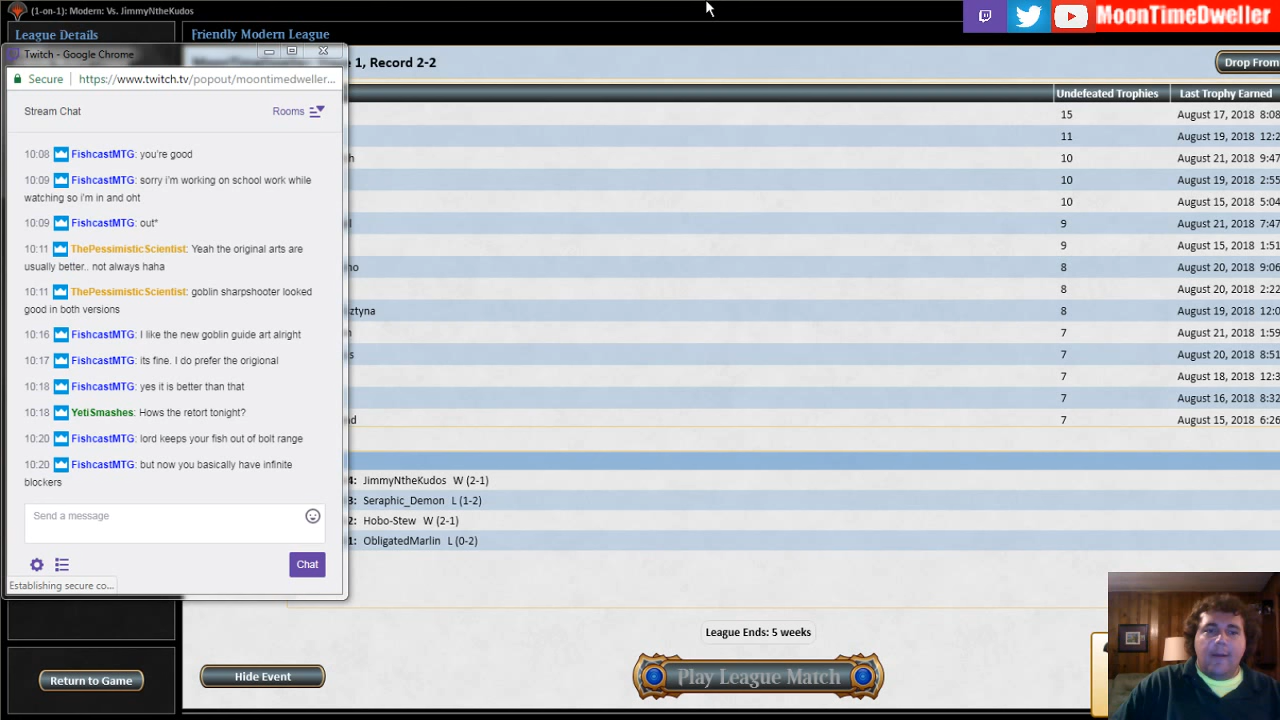 (1-on-1): Modern: Vs. JimmyNtheKudos
MoonTimeDweller
League Details
Friendly Modern League
Twitch - Google Chrome
1, Record 2-2
Drop From
Secure https://www.twitch.tv/popout/moontimedweller...
Undefeated Trophies Last Trophy Earned
Stream Chat Rooms
15 August 17, 2018 8:08
11 August 19, 2018 12:2
10 August 21, 2018 9:47
10 August 19, 2018 2:55
10 August 15, 2018 5:04
9 August 21, 2018 7:47
9 August 15, 2018 1:51
8 August 20, 2018 9:06
8 August 20, 2018 2:22
ztyna 8 August 19, 2018 12:0
7 August 21, 2018 1:59
7 August 20, 2018 8:51
7 August 18, 2018 12:3
7 August 16, 2018 8:32
7 August 15, 2018 6:26
10:08 FishcastMTG: you're good
10:09 FishcastMTG: sorry i'm working on school work while
watching so i'm in and oht
10:09 FishcastMTG: out*
10:11 ThePessimisticScientist: Yeah the original arts are
usually better.. not always haha
10:11 ThePessimisticScientist: goblin sharpshooter looked
good in both versions
10:16 FishcastMTG: I like the new goblin guide art alright
10:17 FishcastMTG: its fine. I do prefer the origional
10:18 FishcastMTG: yes it is better than that
10:18 YetiSmashes: Hows the retort tonight?
10:20 FishcastMTG: lord keeps your fish out of bolt range
10:20 FishcastMTG: but now you basically have infinite
blockers
Send a message
Chat
Establishing secure co...
4: JimmyNtheKudos W (2-1)
3: Seraphic_Demon L (1-2)
2: Hobo-Stew W (2-1)
1: ObligatedMarlin L (0-2)
League Ends: 5 weeks
Return to Game
Hide Event
Play League Match